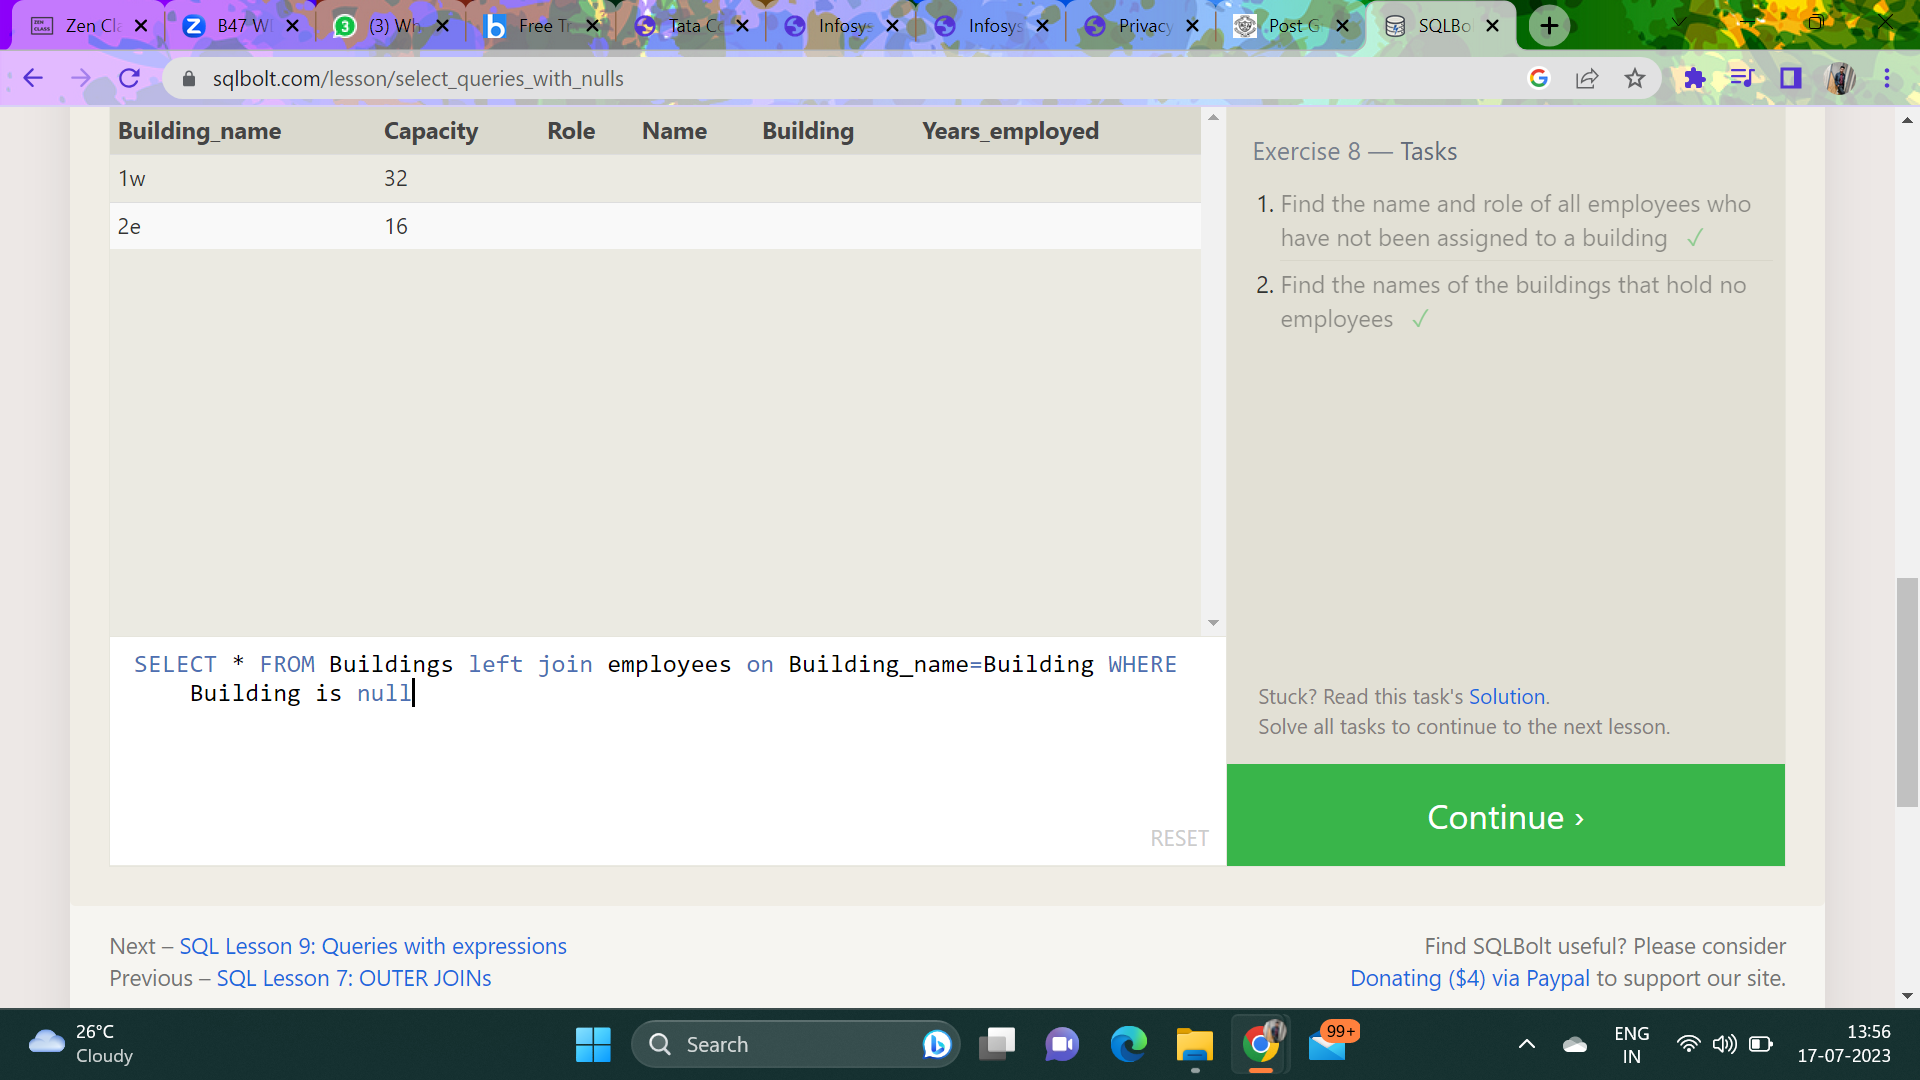 Zen Cla
B47 WI
(3) Wh
Free Tr
Tata Co
Infosys
Infosys
Privacy
Post G
SQLBo
sqlbolt.com/lesson/select_queries_with_nulls
Building_name Capacity Role Name Building Years_employed
1w 32
2e 16
Exercise 8 — Tasks
1. Find the name and role of all employees who
have not been assigned to a building ✓
2. Find the names of the buildings that hold no
employees ✓
SELECT * FROM Buildings left join employees on Building_name=Building WHERE
Building is null
RESET
Stuck? Read this task's Solution.
Solve all tasks to continue to the next lesson.
Continue ›
Next – SQL Lesson 9: Queries with expressions
Previous – SQL Lesson 7: OUTER JOINs
Find SQLBolt useful? Please consider
Donating ($4) via Paypal to support our site.
26°C
Cloudy
Search
99+
ENG
IN
13:56
17-07-2023